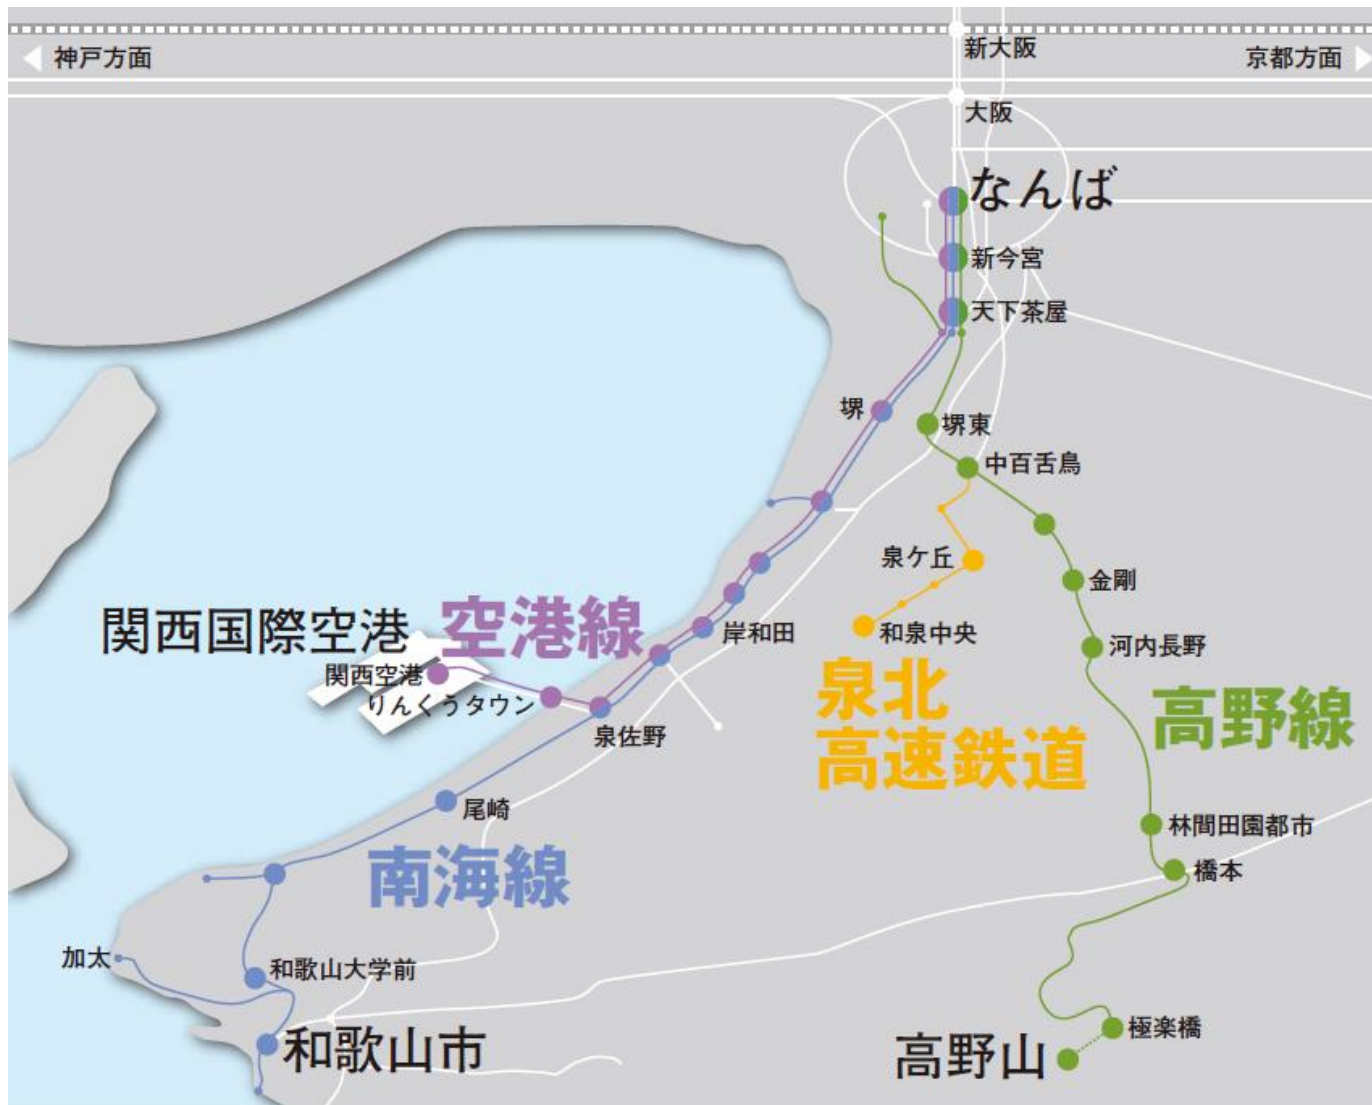 新大阪
神戸方面
京都方面
大阪
なんば
新今宮
天下茶屋
堺
堺東
中百舌鳥
泉ケ丘
金剛
関西国際空港
空港線
岸和田
和泉中央
河内長野
関西空港
りんくうタウン
泉北
高速鉄道
高野線
泉佐野
尾崎
林間田園都市
南海線
橋本
加太
和歌山大学前
極楽橋
和歌山市
高野山